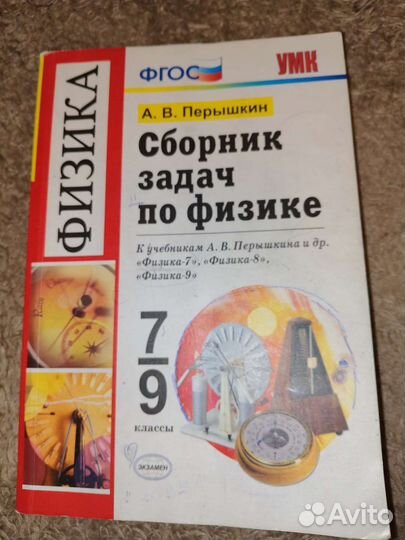 ФИЗИКА
ФГОС
УМК
А. В. Перышкин
Сборник
задач
по физике
К учебникам А. В. Перышкина и др.
«Физика-7», «Физика-8»,
«Физика-9»
7/9
классы
ЭКЗАМЕН
Avito